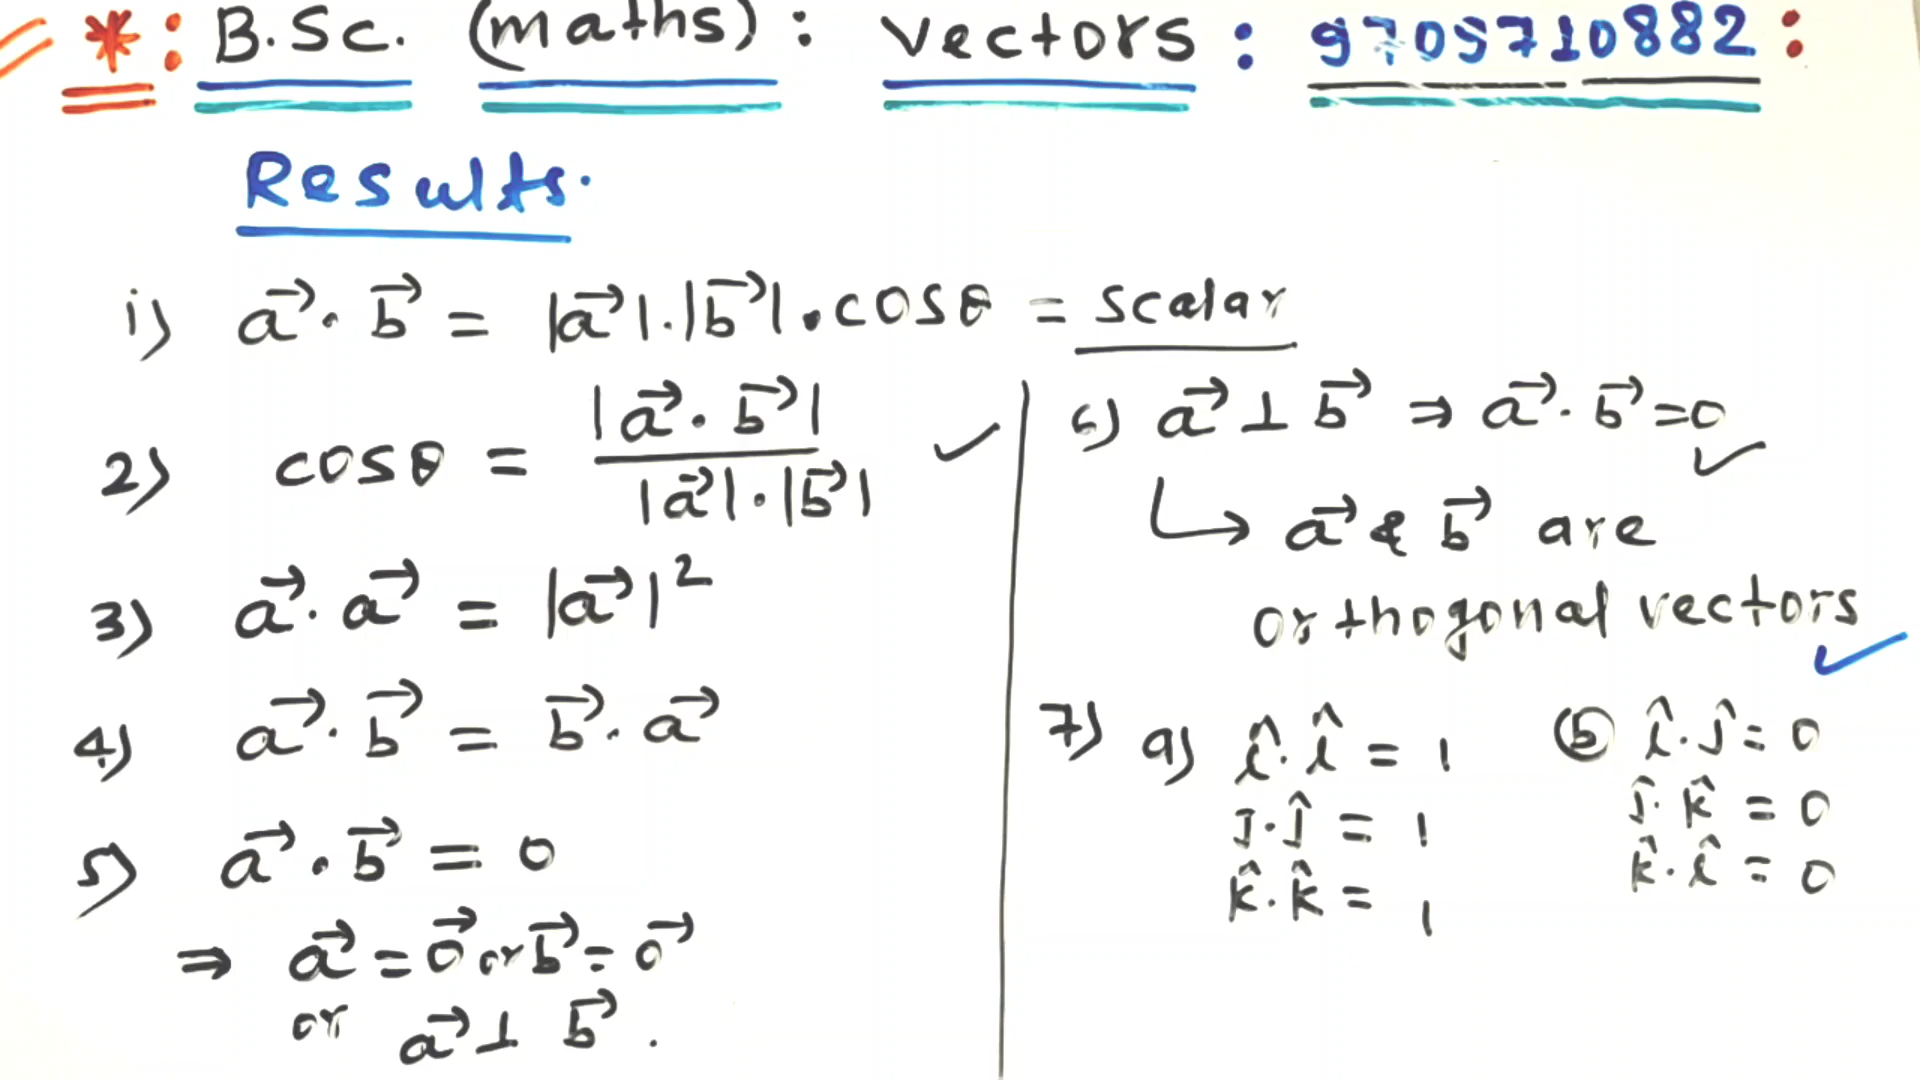 *: B.Sc. (maths): Vectors: 9705710882:
Results.
1) a⃗·b⃗ = |a⃗|.|b⃗|.cosθ = scalar
2) cosθ = |a⃗·b⃗| / |a⃗|·|b⃗| ✓
3) a⃗·a⃗ = |a⃗|²
4) a⃗·b⃗ = b⃗·a⃗
5) a⃗·b⃗ = 0
⇒ a⃗ = 0⃗ or b⃗ = 0⃗
or a⃗ ⊥ b⃗.
6) a⃗ ⊥ b⃗ ⇒ a⃗·b⃗ = 0 ✓
↳ a⃗ & b⃗ are
orthogonal vectors ✓
7) a) î·î = 1
j·ĵ = 1
k̂·k̂ = 1
(b) î·ĵ = 0
ĵ·k̂ = 0
k̂·î = 0